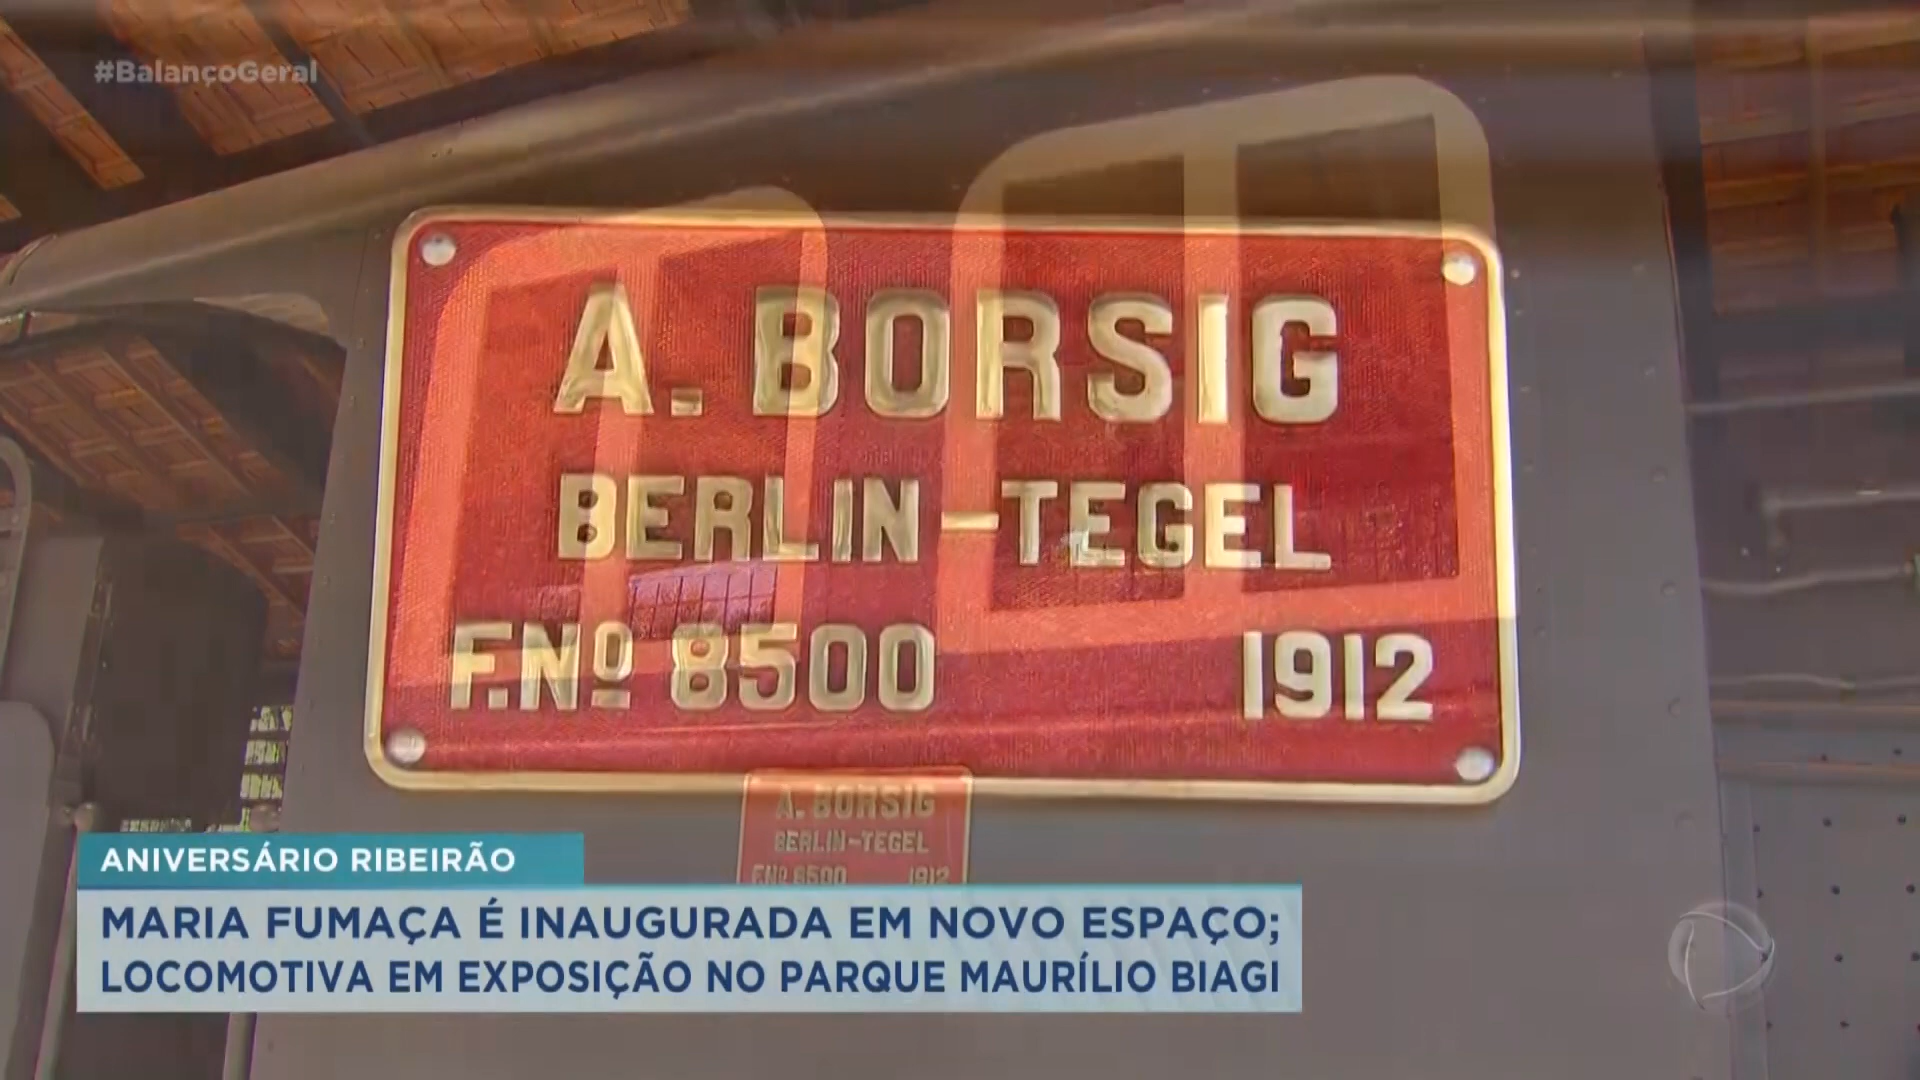 #BalançoGeral
A. BORSIG
BERLIN-TEGEL
F.Nº 8500 1912
A. BORSIG
BERLIN-TEGEL
F.Nº 8500 1912
ANIVERSÁRIO RIBEIRÃO
MARIA FUMAÇA É INAUGURADA EM NOVO ESPAÇO;
LOCOMOTIVA EM EXPOSIÇÃO NO PARQUE MAURÍLIO BIAGI